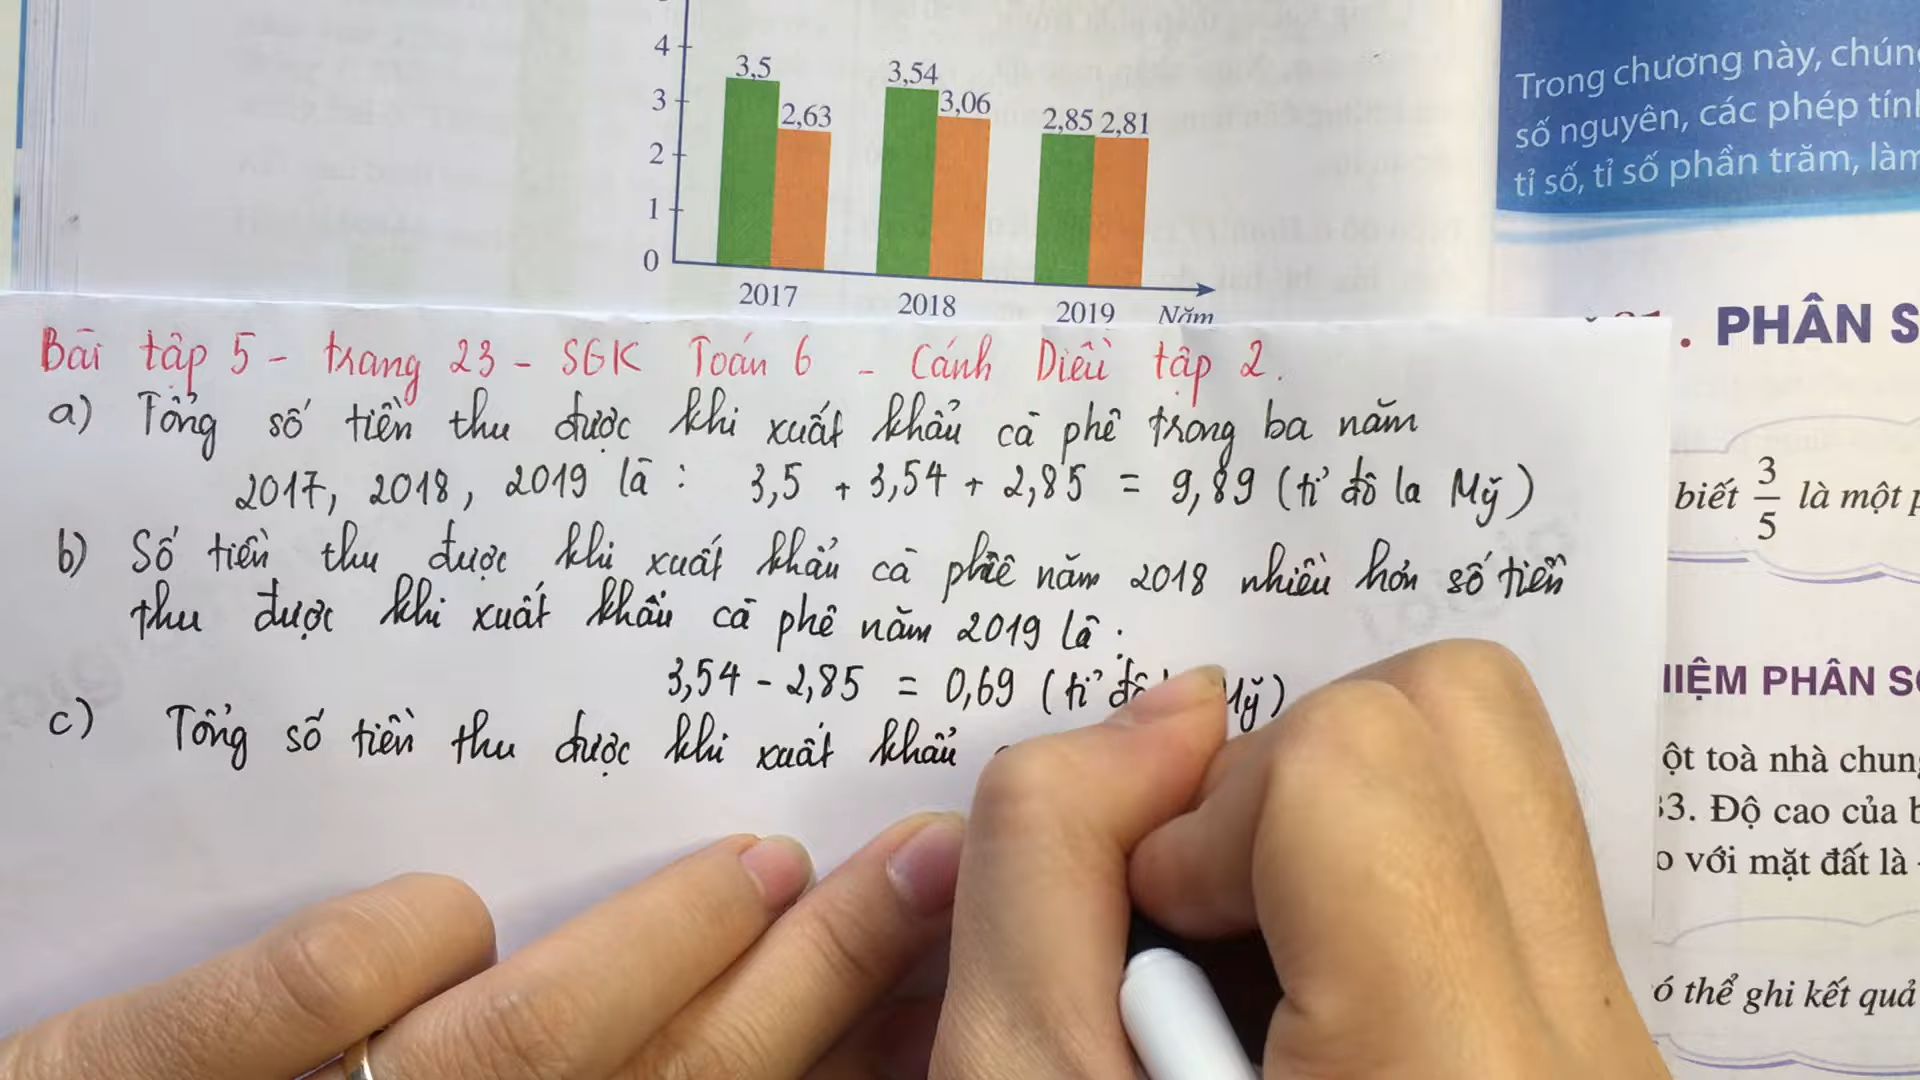 4
3
2
1
0
3,5
2,63
3,54
3,06
2,85 2,81
2017
2018
2019
Năm
Bài tập 5 - trang 23 - SGK Toán 6 - Cánh Diều tập 2.
a) Tổng số tiền thu được khi xuất khẩu cà phê trong ba năm
2017, 2018, 2019 là : 3,5 + 3,54 + 2,85 = 9,89 (tỉ đô la Mỹ)
b) Số tiền thu được khi xuất khẩu cà phê năm 2018 nhiều hơn số tiền
thu được khi xuất khẩu cà phê năm 2019 là :
3,54 - 2,85 = 0,69 (tỉ Mỹ)
c) Tổng số tiền thu được khi xuất khẩu
Trong chương này, chúng
số nguyên, các phép tính
tỉ số, tỉ số phần trăm, làm
. PHÂN S
biết 3/5 là một p
NIỆM PHÂN S
ột toà nhà chung
33. Độ cao của b
o với mặt đất là
ó thể ghi kết quả